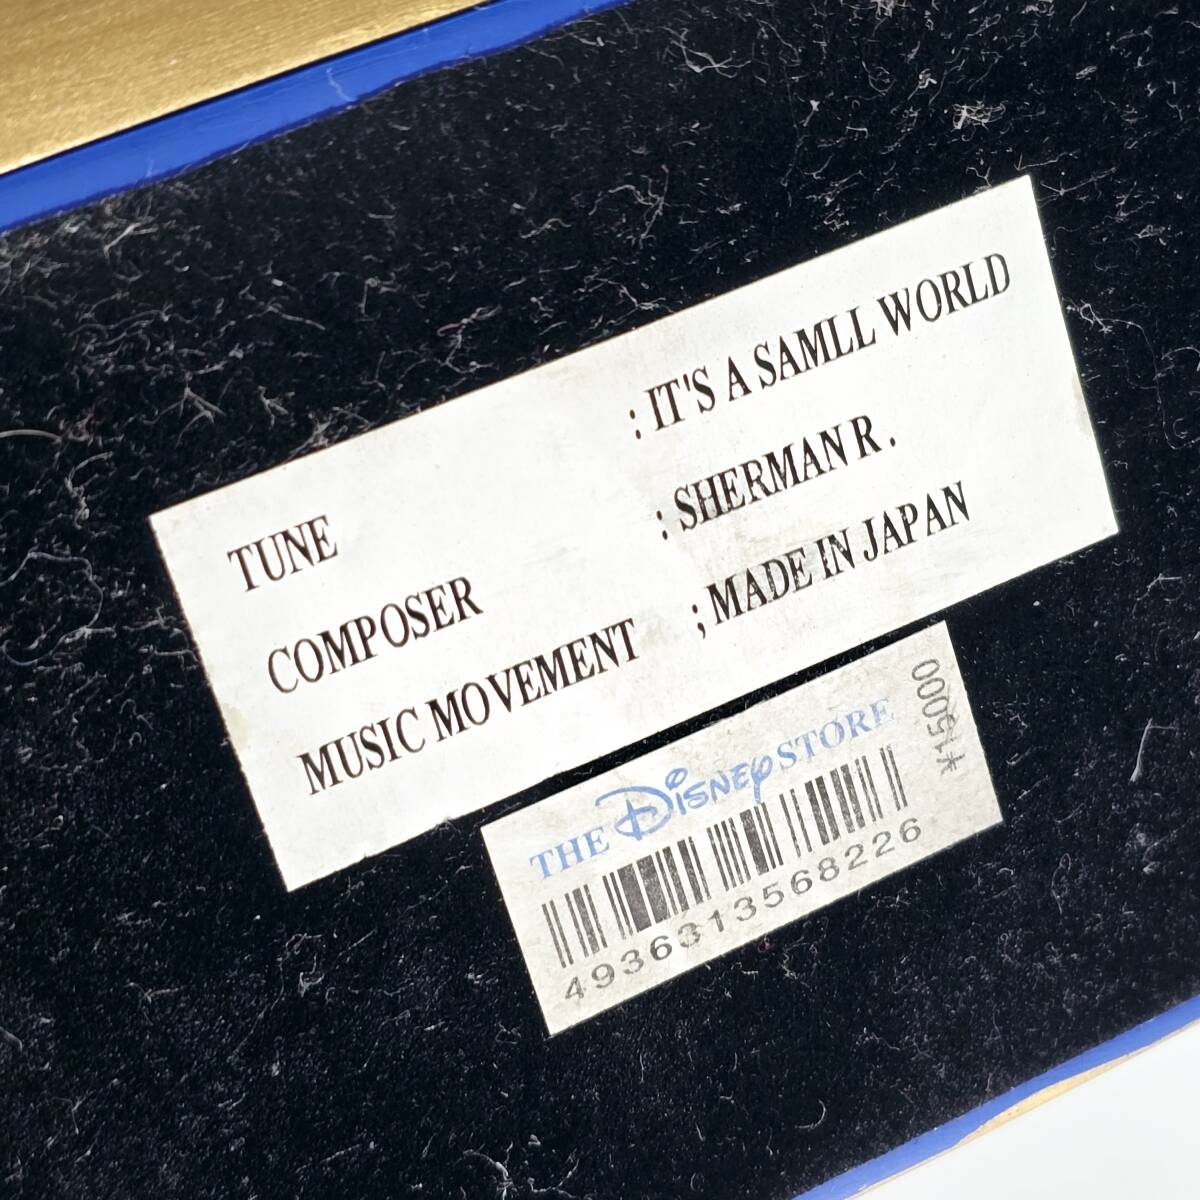 TUNE : IT'S A SAMLL WORLD
COMPOSER : SHERMAN R.
MUSIC MOVEMENT ; MADE IN JAPAN
THE DISNEY STORE
*15000
4936313568226